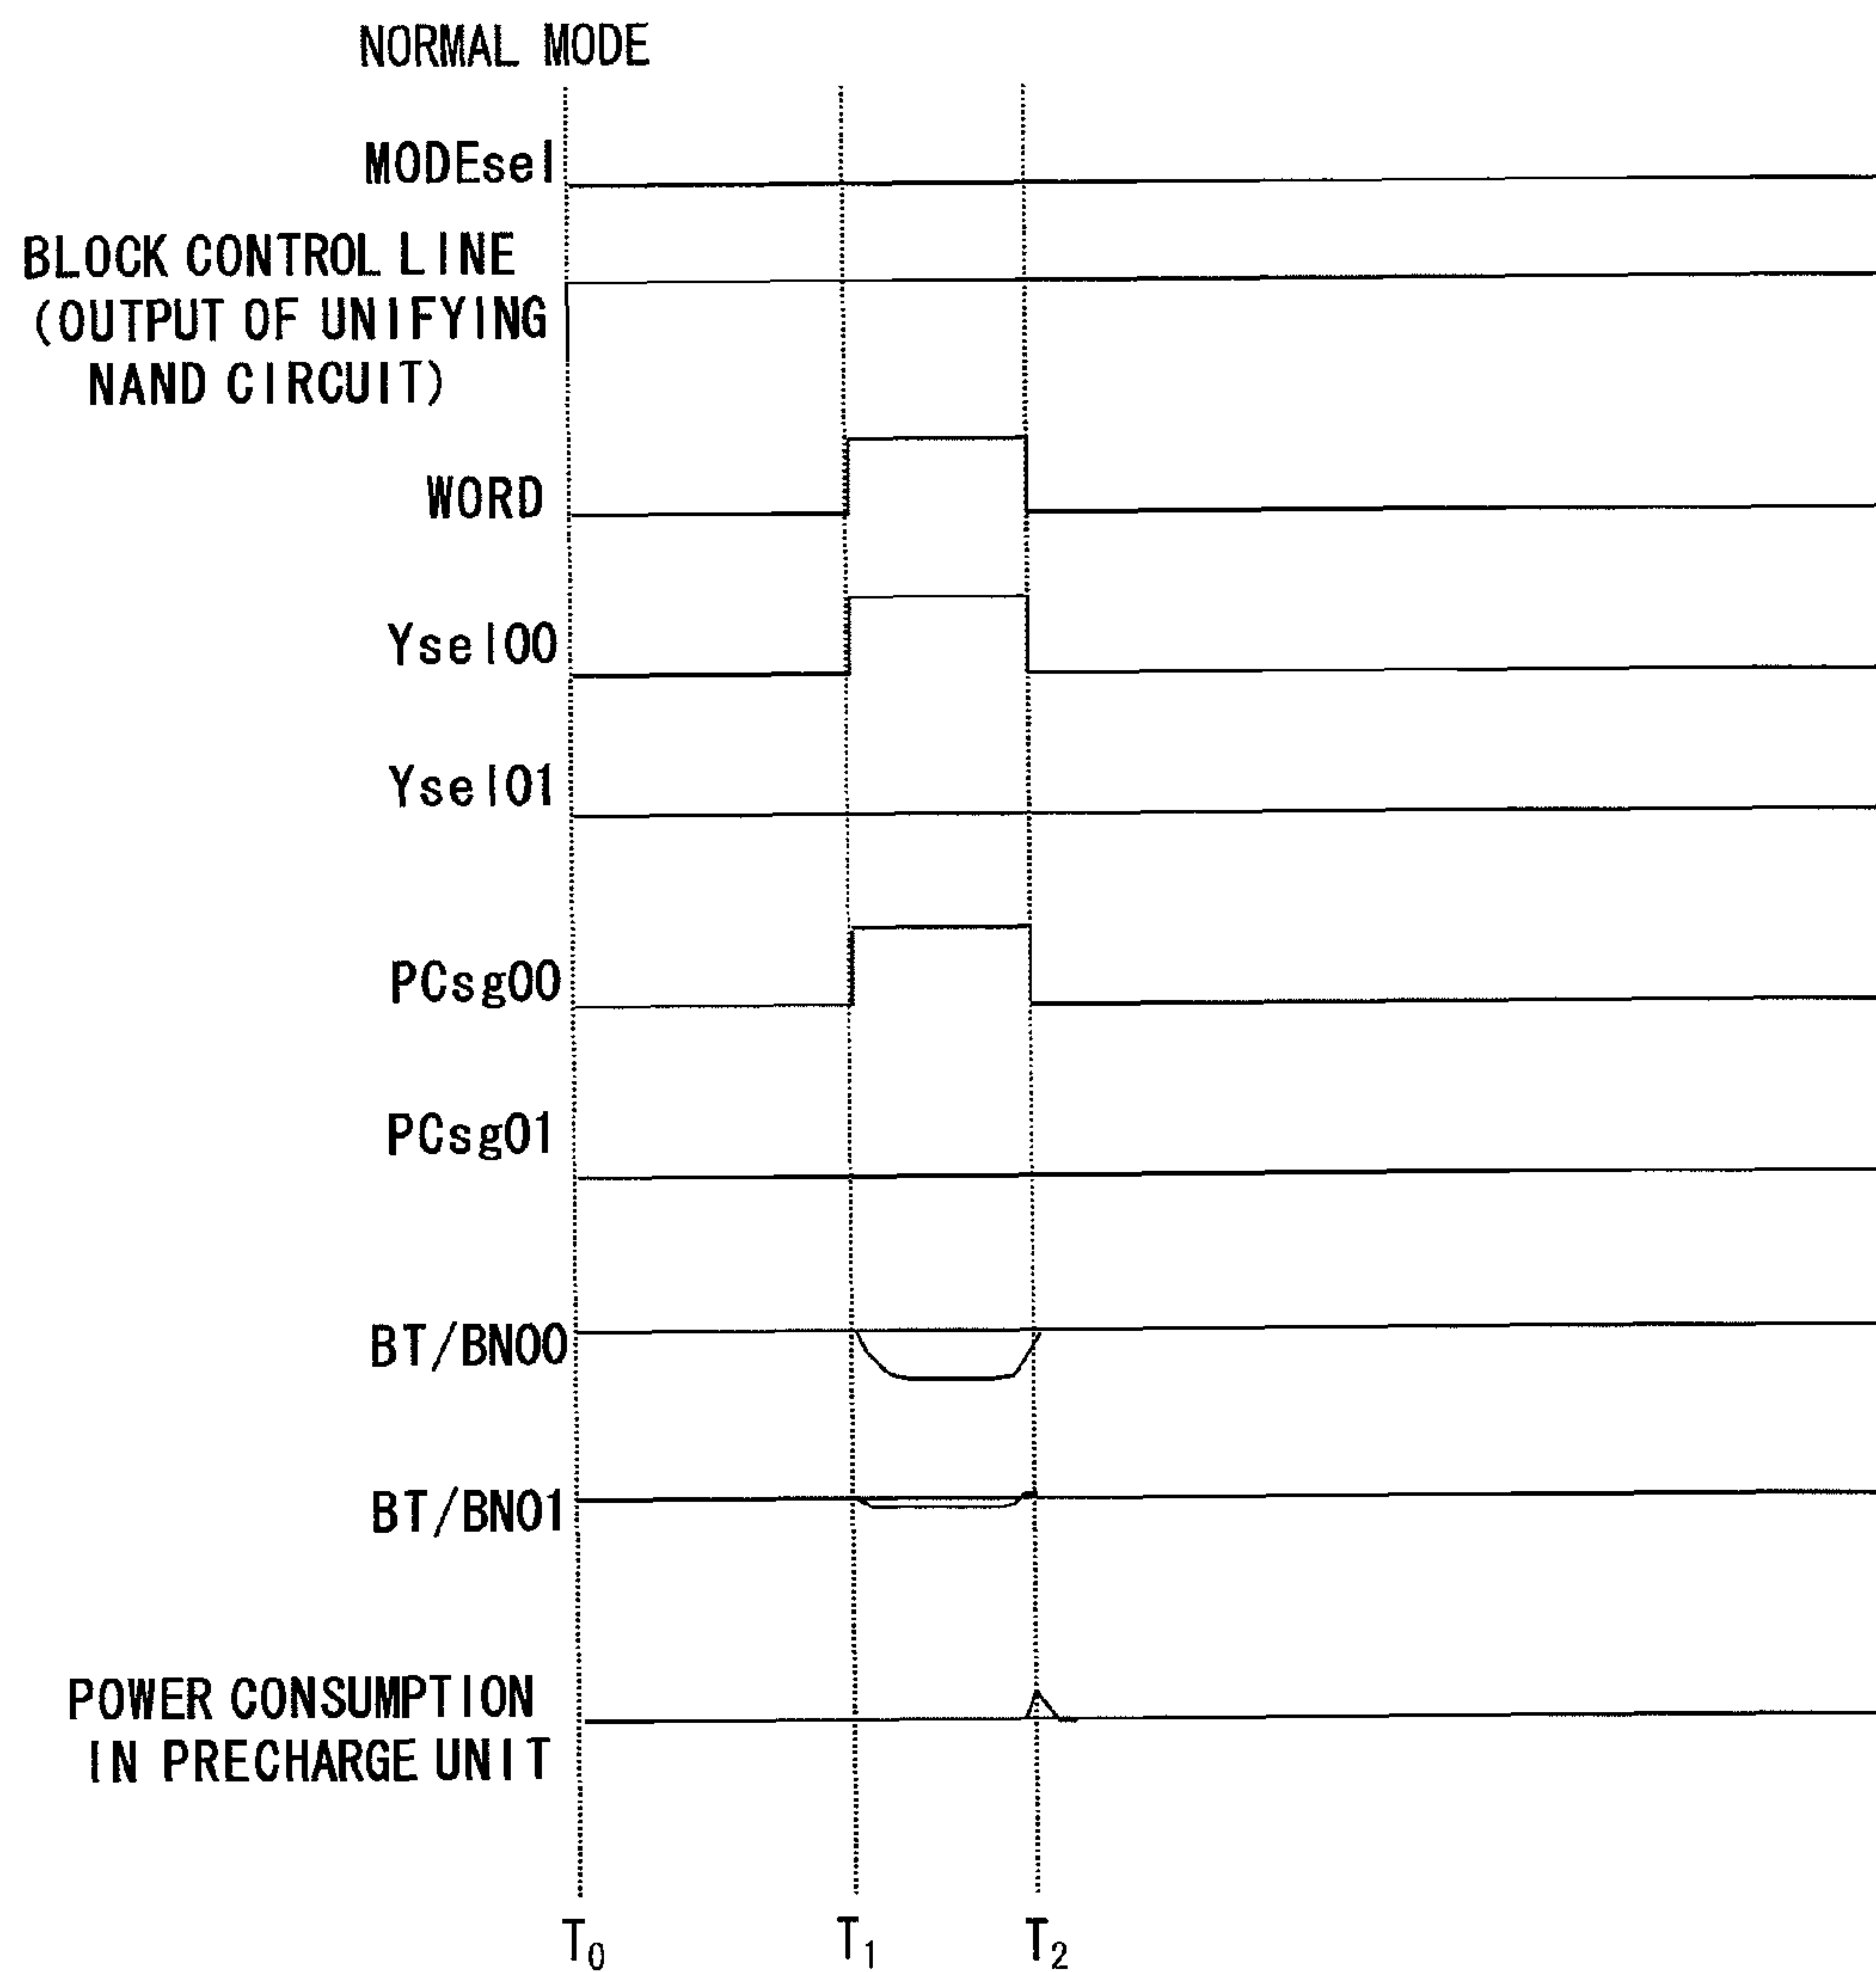 NORMAL MODE
MODEsel
BLOCK CONTROL LINE
(OUTPUT OF UNIFYING
NAND CIRCUIT)
WORD
Ysel00
Ysel01
PCsg00
PCsg01
BT/BN00
BT/BN01
POWER CONSUMPTION
IN PRECHARGE UNIT
T0 T1 T2